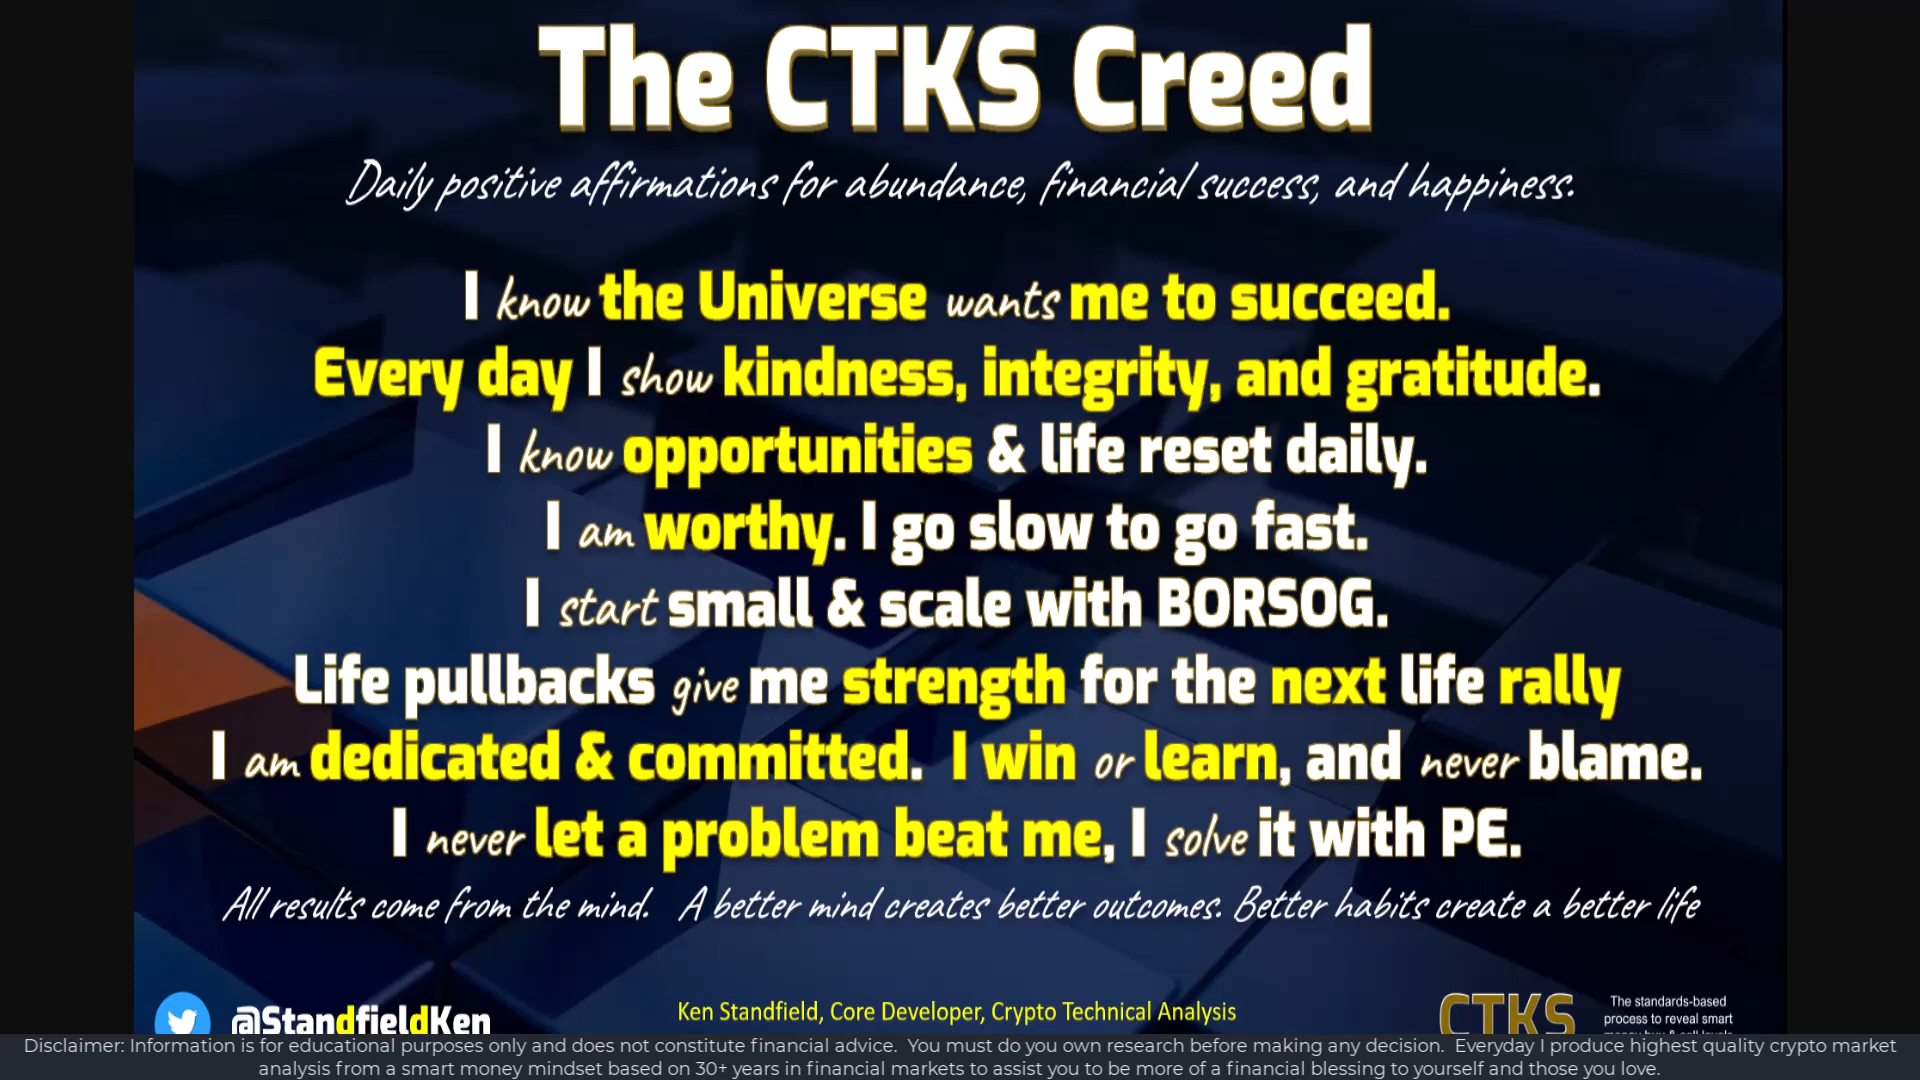 The CTKS Creed
Daily positive affirmations for abundance, financial success, and happiness.
I know the Universe wants me to succeed.
Every day I show kindness, integrity, and gratitude.
I know opportunities & life reset daily.
I am worthy. I go slow to go fast.
I start small & scale with BORSOG.
Life pullbacks give me strength for the next life rally
I am dedicated & committed. I win or learn, and never blame.
I never let a problem beat me, I solve it with PE.
All results come from the mind. A better mind creates better outcomes. Better habits create a better life
@StandfieldKen
Ken Standfield, Core Developer, Crypto Technical Analysis
CTKS
The standards-based
process to reveal smart
Disclaimer: Information is for educational purposes only and does not constitute financial advice. You must do you own research before making any decision. Everyday I produce highest quality crypto market
analysis from a smart money mindset based on 30+ years in financial markets to assist you to be more of a financial blessing to yourself and those you love.